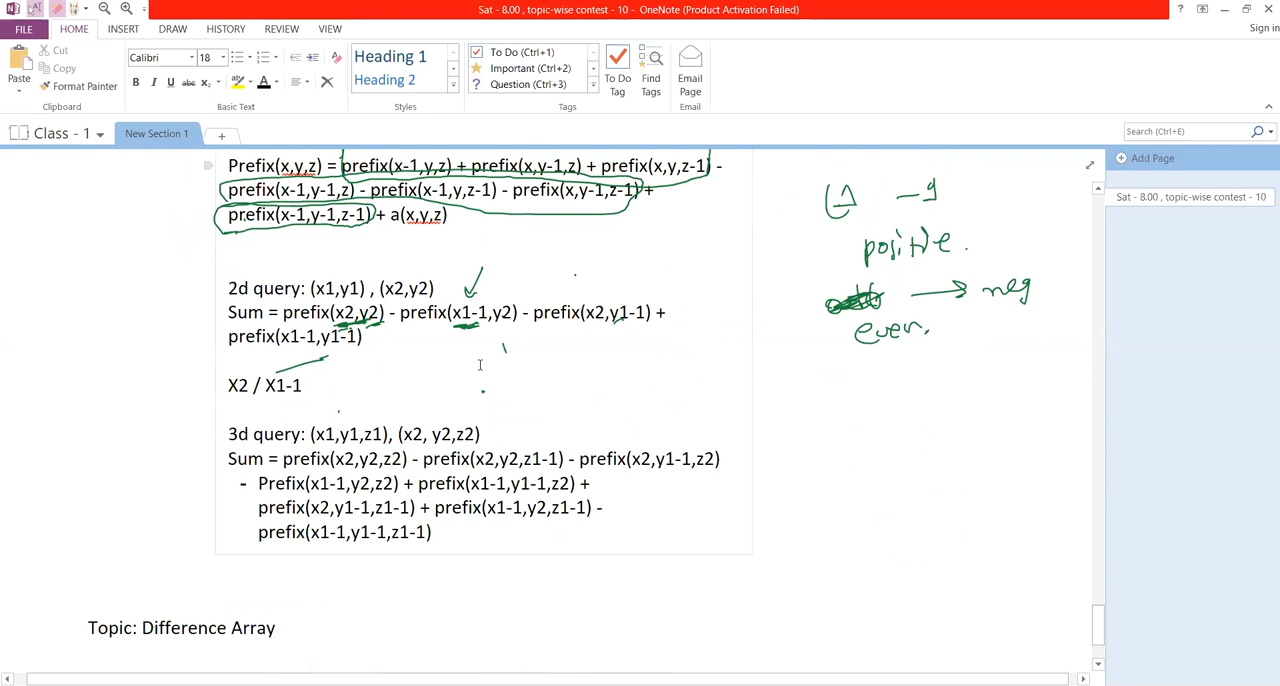 Sat - 8.00 , topic-wise contest - 10 - OneNote (Product Activation Failed)
FILE HOME INSERT DRAW HISTORY REVIEW VIEW
Sign in
Paste
Cut
Copy
Format Painter
Clipboard
Calibri 18
B I U abc X₂ A
Basic Text
Heading 1
Heading 2
Styles
To Do (Ctrl+1)
Important (Ctrl+2)
Question (Ctrl+3)
Tags
To Do Tag
Find Tags
Email Page
Email
Class - 1
New Section 1
Search (Ctrl+E)
Add Page
Sat - 8.00 , topic-wise contest - 10
Prefix(x,y,z) = prefix(x-1,y,z) + prefix(x,y-1,z) + prefix(x,y,z-1) -
prefix(x-1,y-1,z) - prefix(x-1,y,z-1) - prefix(x,y-1,z-1) +
prefix(x-1,y-1,z-1) + a(x,y,z)
2d query: (x1,y1) , (x2,y2)
Sum = prefix(x2,y2) - prefix(x1-1,y2) - prefix(x2,y1-1) +
prefix(x1-1,y1-1)
X2 / X1-1
3d query: (x1,y1,z1), (x2, y2,z2)
Sum = prefix(x2,y2,z2) - prefix(x2,y2,z1-1) - prefix(x2,y1-1,z2)
- Prefix(x1-1,y2,z2) + prefix(x1-1,y1-1,z2) +
prefix(x2,y1-1,z1-1) + prefix(x1-1,y2,z1-1) -
prefix(x1-1,y1-1,z1-1)
Topic: Difference Array
positive.
→ neg
even.